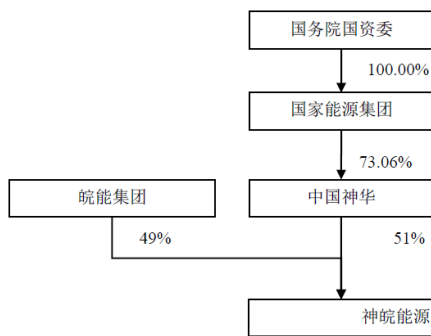 国务院国资委
100.00%
国家能源集团
73.06%
皖能集团
中国神华
49%
51%
神皖能源